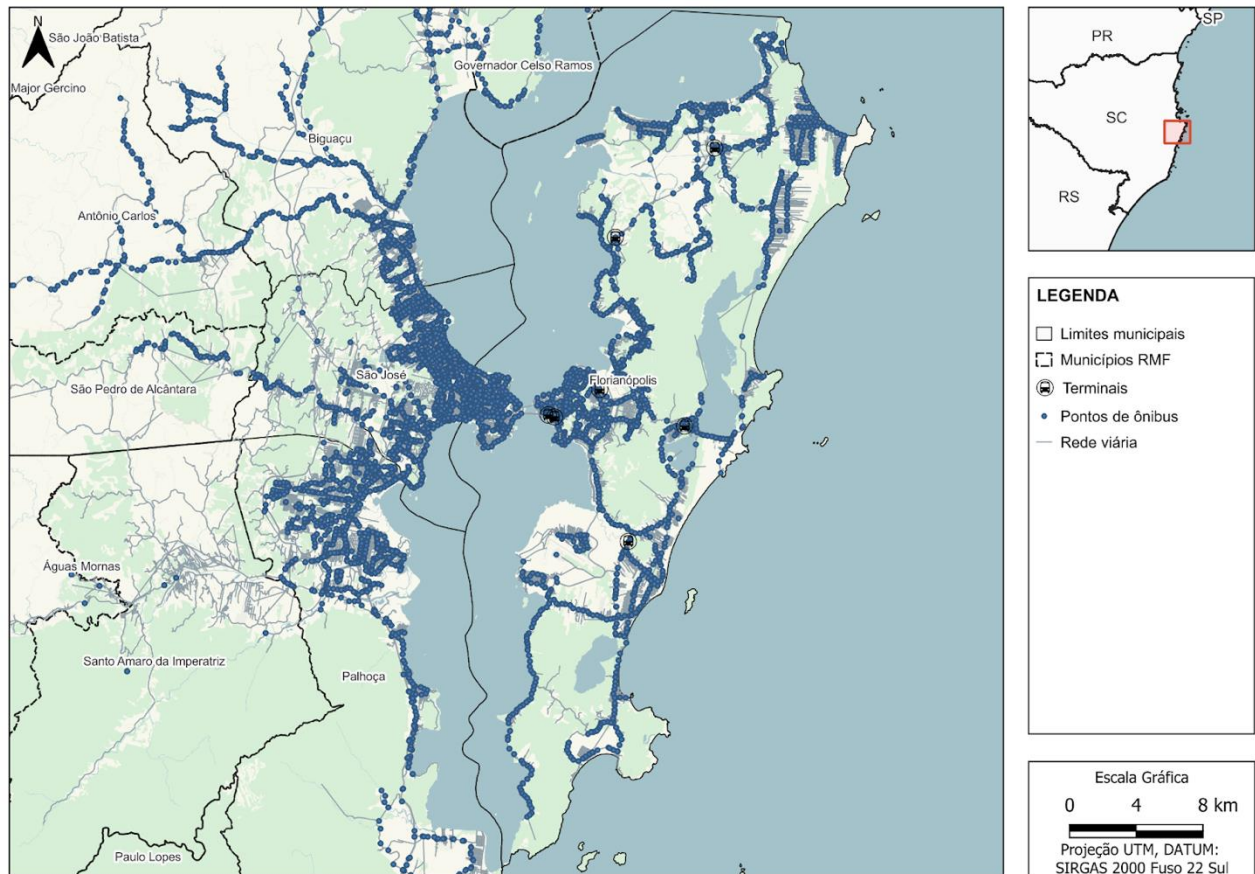 N
São João Batista
Major Gercino
Governador Celso Ramos
Biguaçu
Antônio Carlos
São Pedro de Alcântara
São José
Florianópolis
Águas Mornas
Santo Amaro da Imperatriz
Palhoça
Paulo Lopes
SP
PR
SC
RS
LEGENDA
Limites municipais
Municípios RMF
Terminais
Pontos de ônibus
Rede viária
Escala Gráfica
0 4 8 km
Projeção UTM, DATUM:
SIRGAS 2000 Fuso 22 Sul